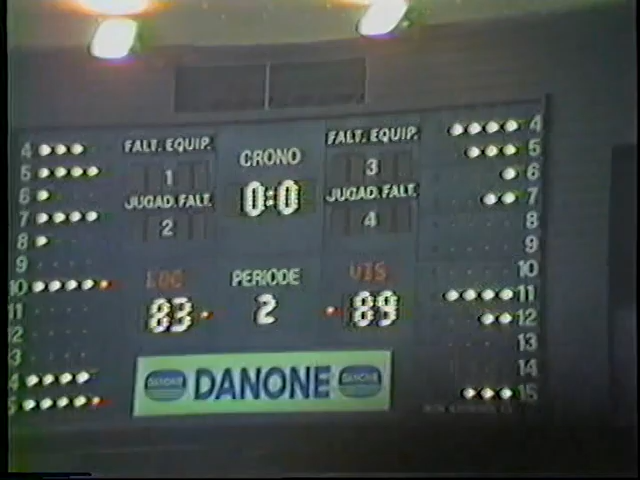 FALT. EQUIP. FALT. EQUIP.
1 CRONO 3
0:0
JUGAD. FALT. JUGAD. FALT.
2 4
LOC PERIODE VIS
83 2 89
DANONE DANONE DANONE
4 4
5 5
6 6
7 7
8 8
9 9
10 10
11 11
12 12
13 13
14 14
15 15